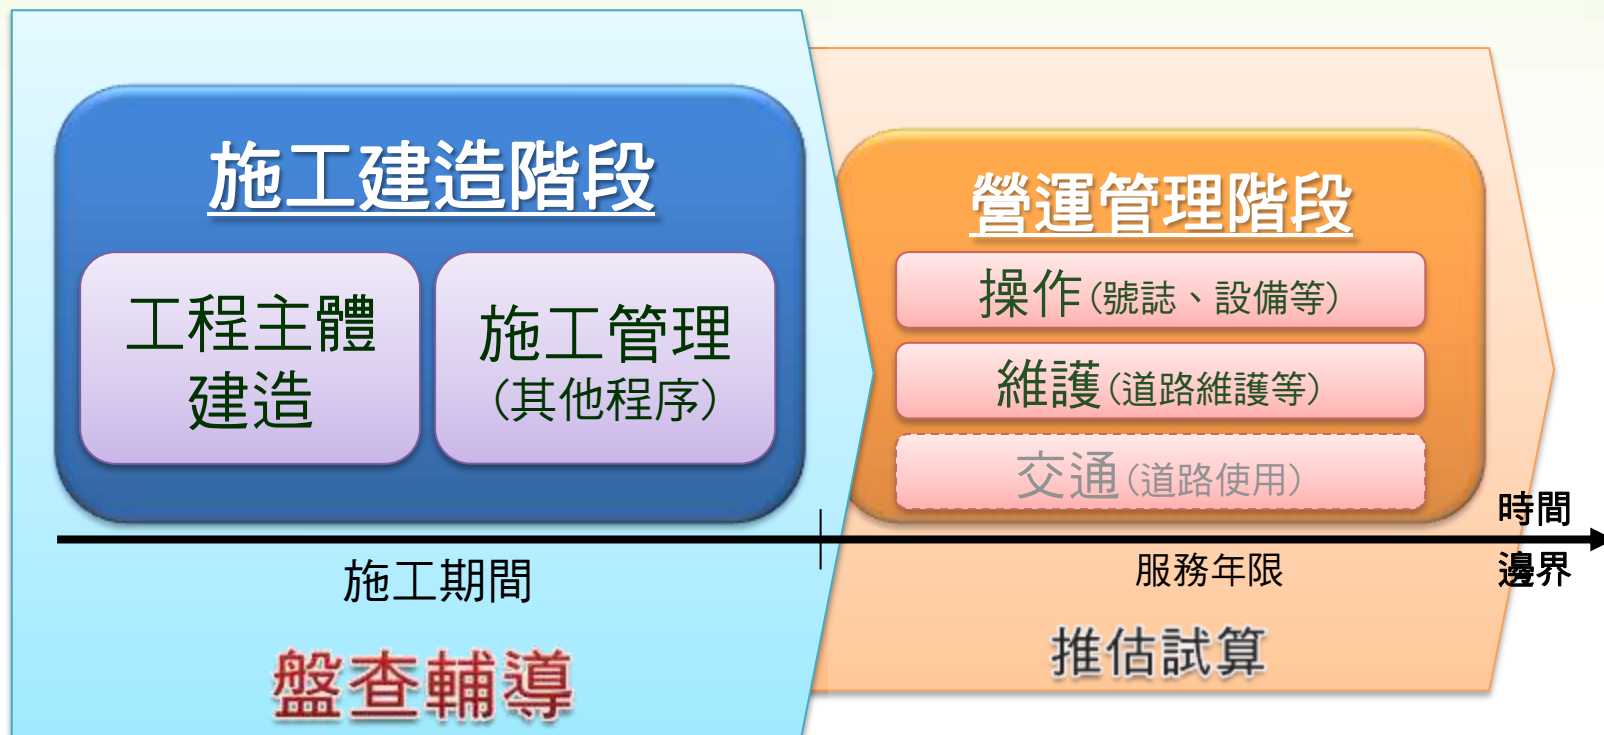 施工建造階段
工程主體
建造
施工管理
(其他程序)
施工期間
盤查輔導
營運管理階段
操作(號誌、設備等)
維護(道路維護等)
交通(道路使用)
服務年限
推估試算
時間
邊界